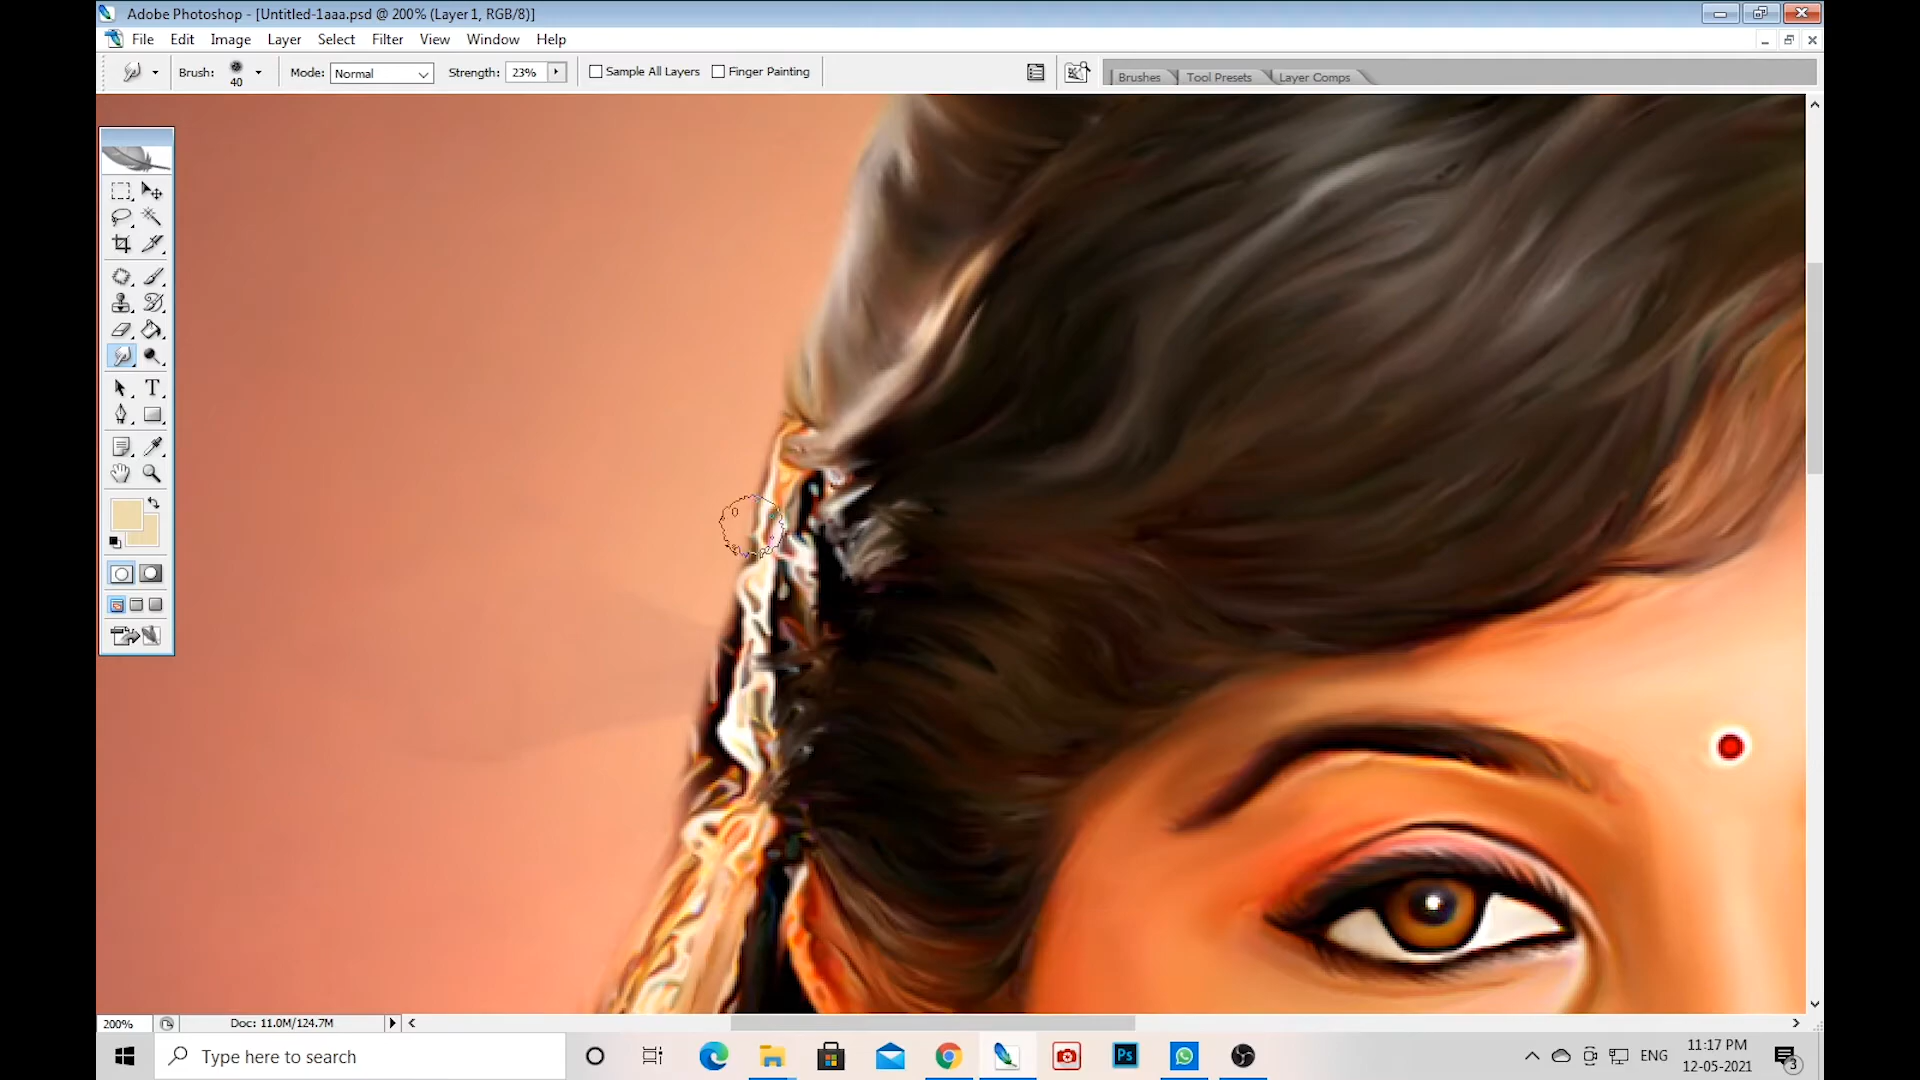 Adobe Photoshop - [Untitled-1aaa.psd @ 200% (Layer 1, RGB/8)]
File Edit Image Layer Select Filter View Window Help
Brush: 40 Mode: Normal Strength: 23% Sample All Layers Finger Painting Brushes Tool Presets Layer Comps
T
200% Doc: 11.0M/124.7M
Type here to search Ps ENG 11:17 PM
12-05-2021 3